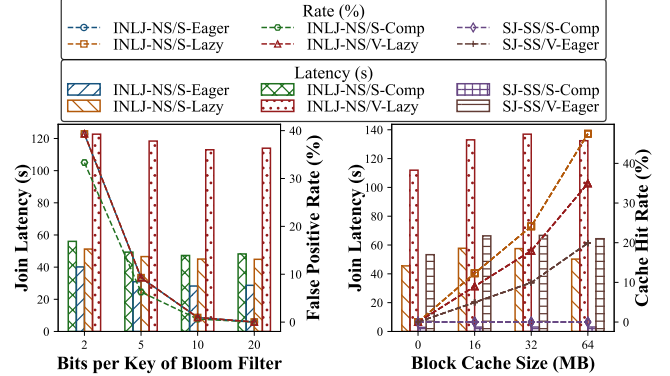 Rate (%)
INLJ-NS/S-Eager INLJ-NS/S-Comp SJ-SS/S-Comp
INLJ-NS/S-Lazy INLJ-NS/V-Lazy SJ-SS/V-Eager
Latency (s)
INLJ-NS/S-Eager INLJ-NS/S-Comp SJ-SS/S-Comp
INLJ-NS/S-Lazy INLJ-NS/V-Lazy SJ-SS/V-Eager
Join Latency (s)
0 20 40 60 80 100 120
2 5 10 20
Bits per Key of Bloom Filter
0 10 20 30 40
False Positive Rate (%)
Join Latency (s)
0 20 40 60 80 100 120 140
0 16 32 64
Block Cache Size (MB)
0 10 20 30 40
Cache Hit Rate (%)